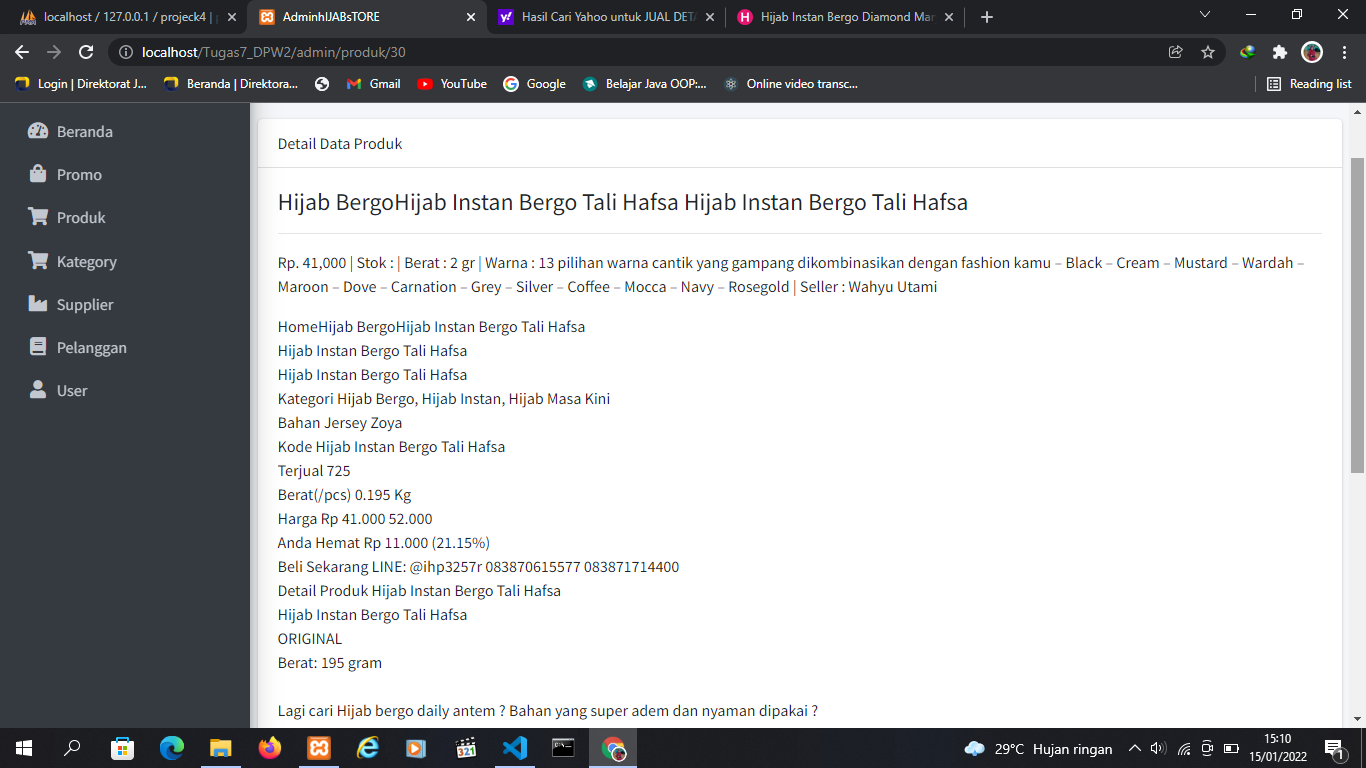 localhost / 127.0.0.1 / projeck4 | p
AdminhIJABsTORE
Hasil Cari Yahoo untuk JUAL DETA
Hijab Instan Bergo Diamond Mar
localhost/Tugas7_DPW2/admin/produk/30
Login | Direktorat J...
Beranda | Direktora...
Gmail
YouTube
Google
Belajar Java OOP:...
Online video transc...
Reading list
Beranda
Promo
Produk
Kategory
Supplier
Pelanggan
User
Detail Data Produk
Hijab BergoHijab Instan Bergo Tali Hafsa Hijab Instan Bergo Tali Hafsa
Rp. 41,000 | Stok : | Berat : 2 gr | Warna : 13 pilihan warna cantik yang gampang dikombinasikan dengan fashion kamu – Black – Cream – Mustard – Wardah –
Maroon – Dove – Carnation – Grey – Silver – Coffee – Mocca – Navy – Rosegold | Seller : Wahyu Utami
HomeHijab BergoHijab Instan Bergo Tali Hafsa
Hijab Instan Bergo Tali Hafsa
Hijab Instan Bergo Tali Hafsa
Kategori Hijab Bergo, Hijab Instan, Hijab Masa Kini
Bahan Jersey Zoya
Kode Hijab Instan Bergo Tali Hafsa
Terjual 725
Berat(/pcs) 0.195 Kg
Harga Rp 41.000 52.000
Anda Hemat Rp 11.000 (21.15%)
Beli Sekarang LINE: @ihp3257r 083870615577 083871714400
Detail Produk Hijab Instan Bergo Tali Hafsa
Hijab Instan Bergo Tali Hafsa
ORIGINAL
Berat: 195 gram
Lagi cari Hijab bergo daily antem ? Bahan yang super adem dan nyaman dipakai ?
321
29°C Hujan ringan
15:10
15/01/2022
1